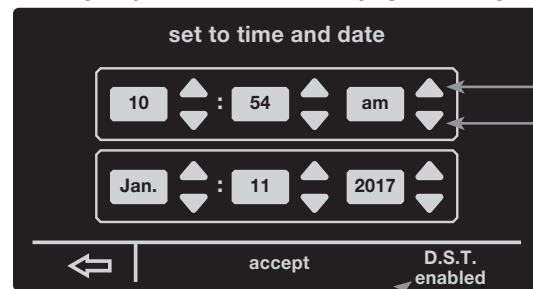 set to time and date
10 : 54 am
Jan. : 11 2017
accept
D.S.T.
enabled